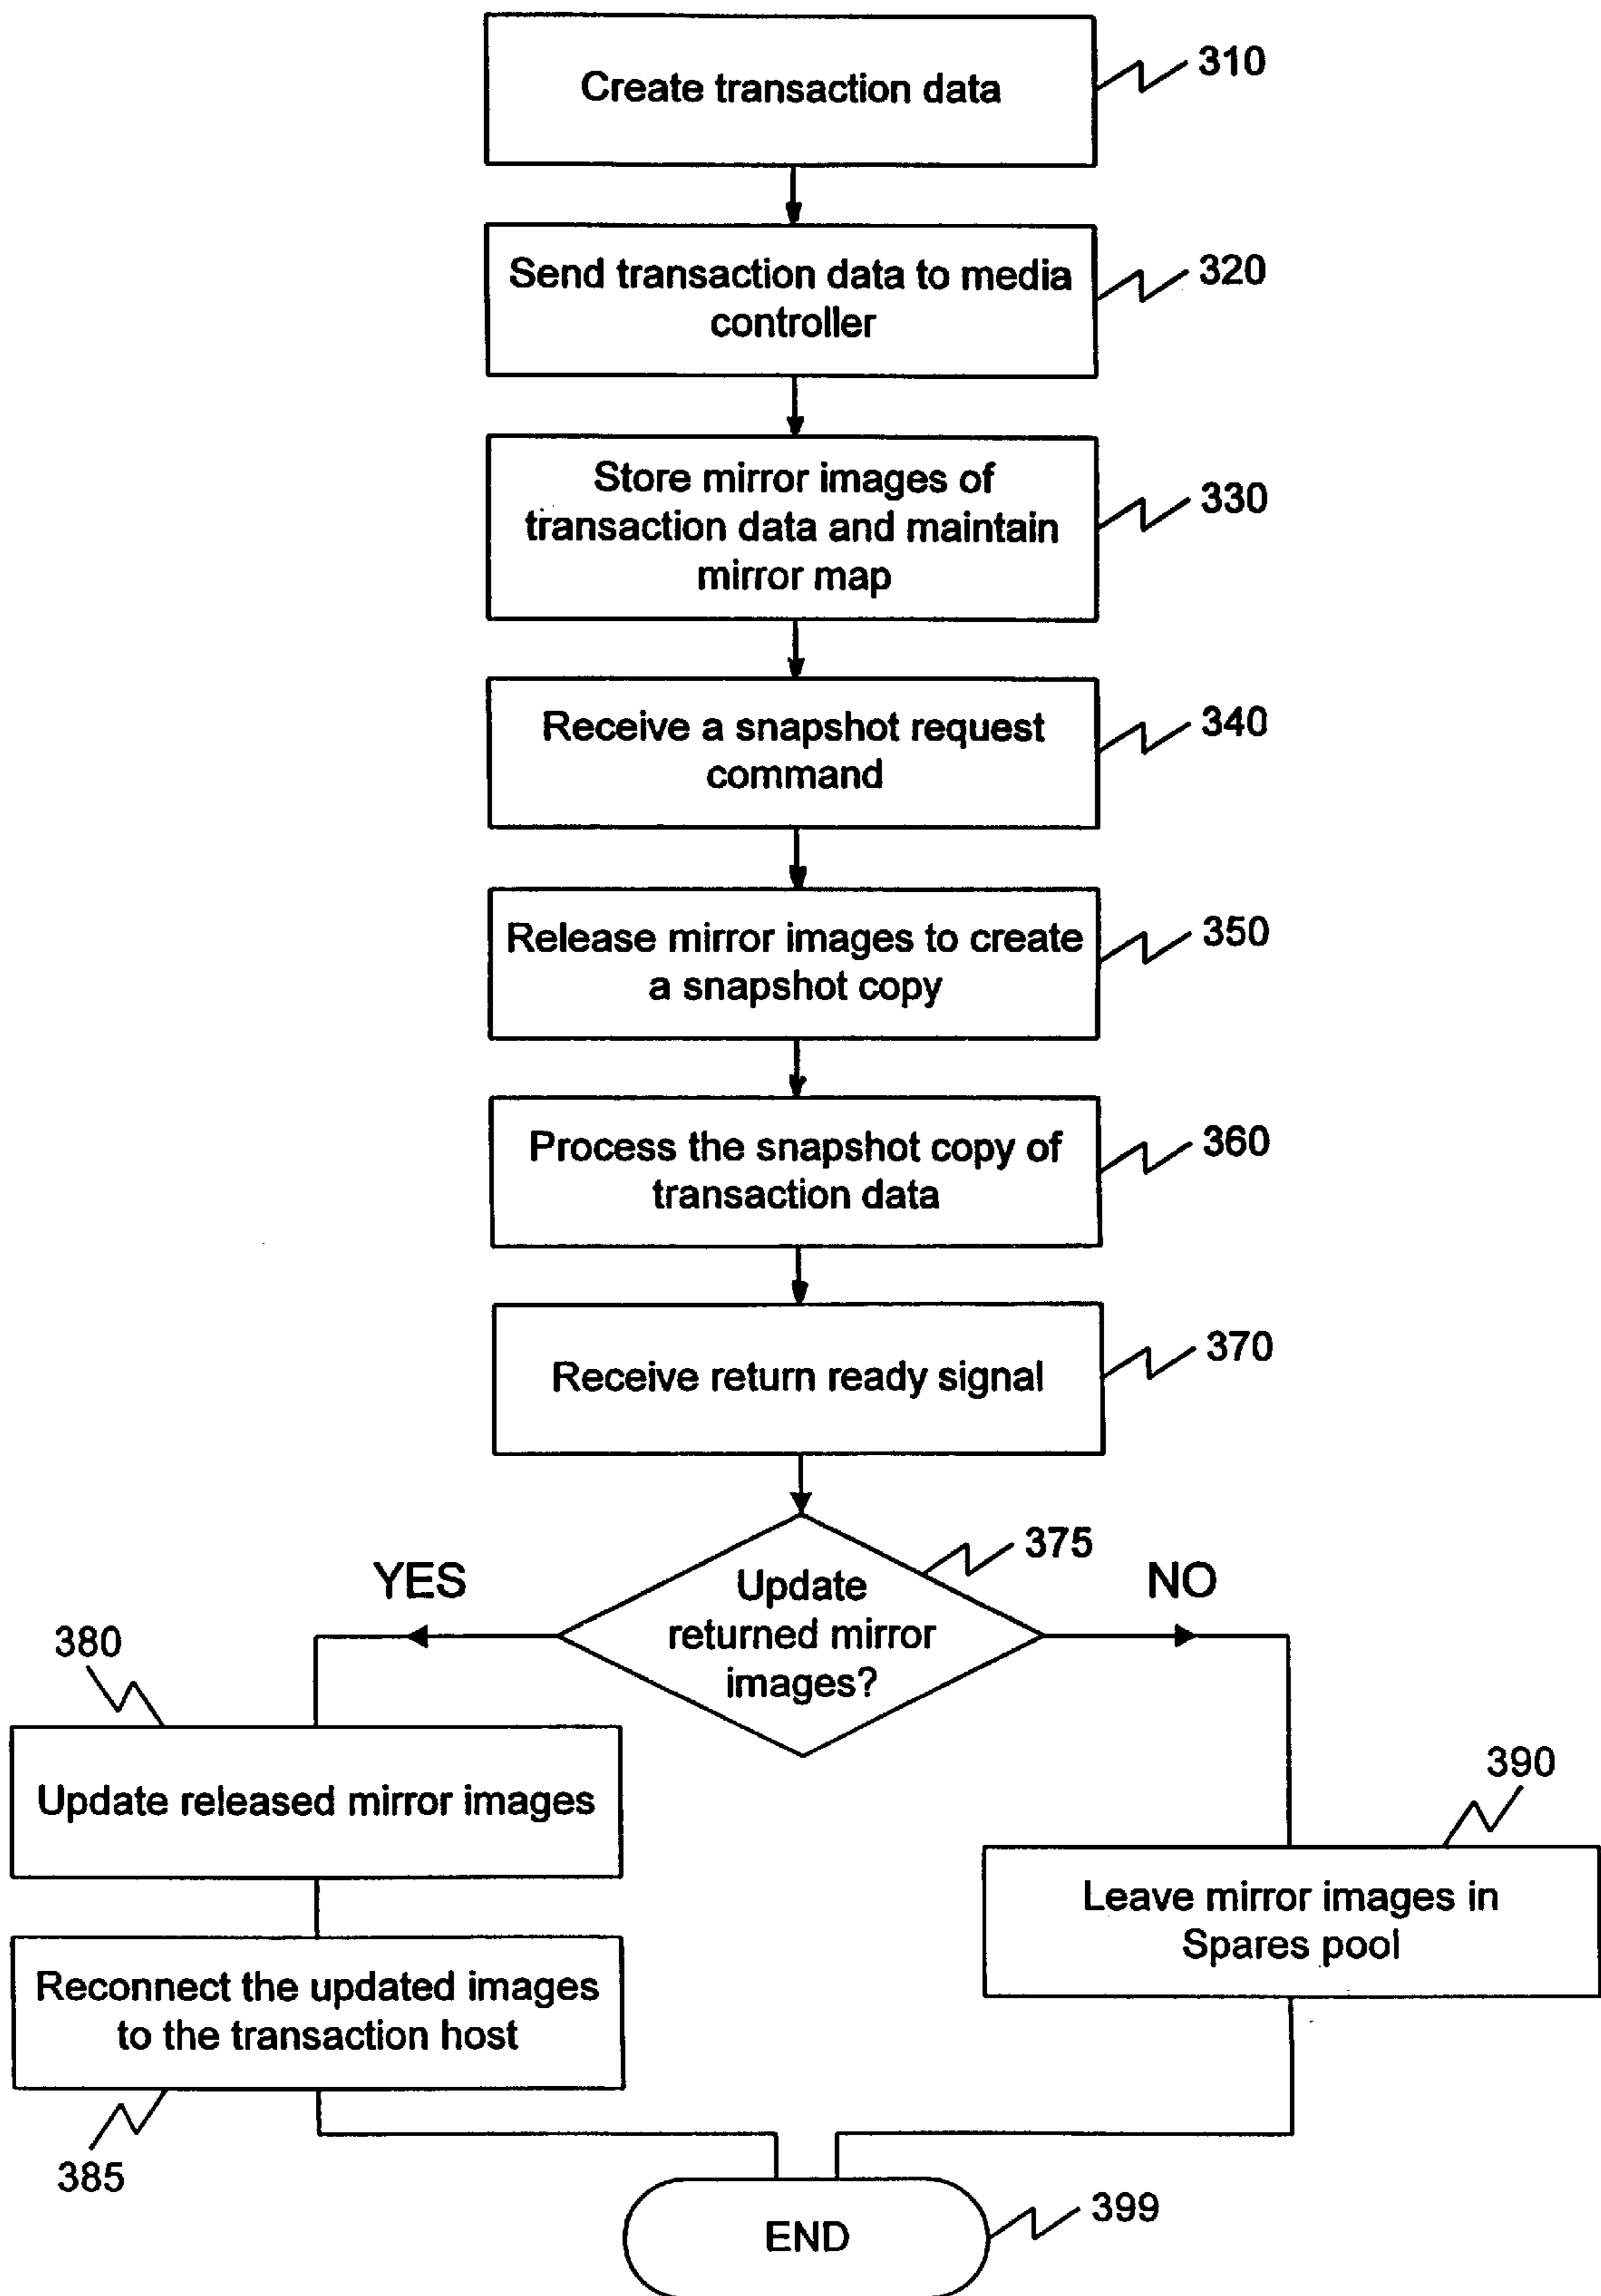 Create transaction data
310
Send transaction data to media
controller
320
Store mirror images of
transaction data and maintain
mirror map
330
Receive a snapshot request
command
340
Release mirror images to create
a snapshot copy
350
Process the snapshot copy of
transaction data
360
Receive return ready signal
370
375
YES
NO
Update
returned mirror
images?
380
Update released mirror images
390
Leave mirror images in
Spares pool
Reconnect the updated images
to the transaction host
385
END
399